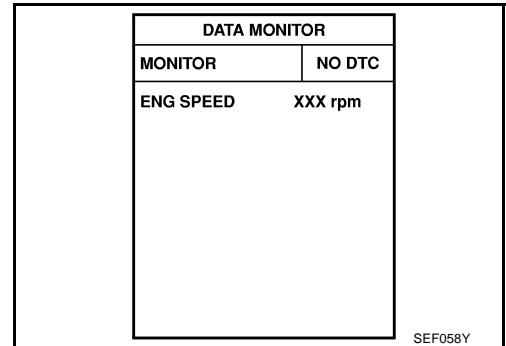 DATA MONITOR
MONITOR NO DTC
ENG SPEED XXX rpm
SEF058Y